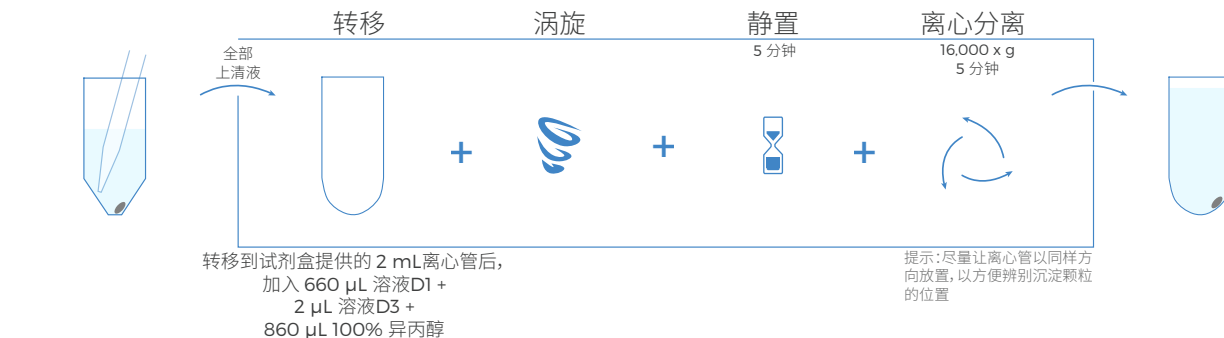 转移
涡旋
静置
离心分离
全部
上清液
5 分钟
16,000 x g
5 分钟
转移到试剂盒提供的 2 mL离心管后，
加入 660 µL 溶液D1 +
2 µL 溶液D3 +
860 µL 100% 异丙醇
提示：尽量让离心管以同样方
向放置，以方便辨别沉淀颗粒
的位置